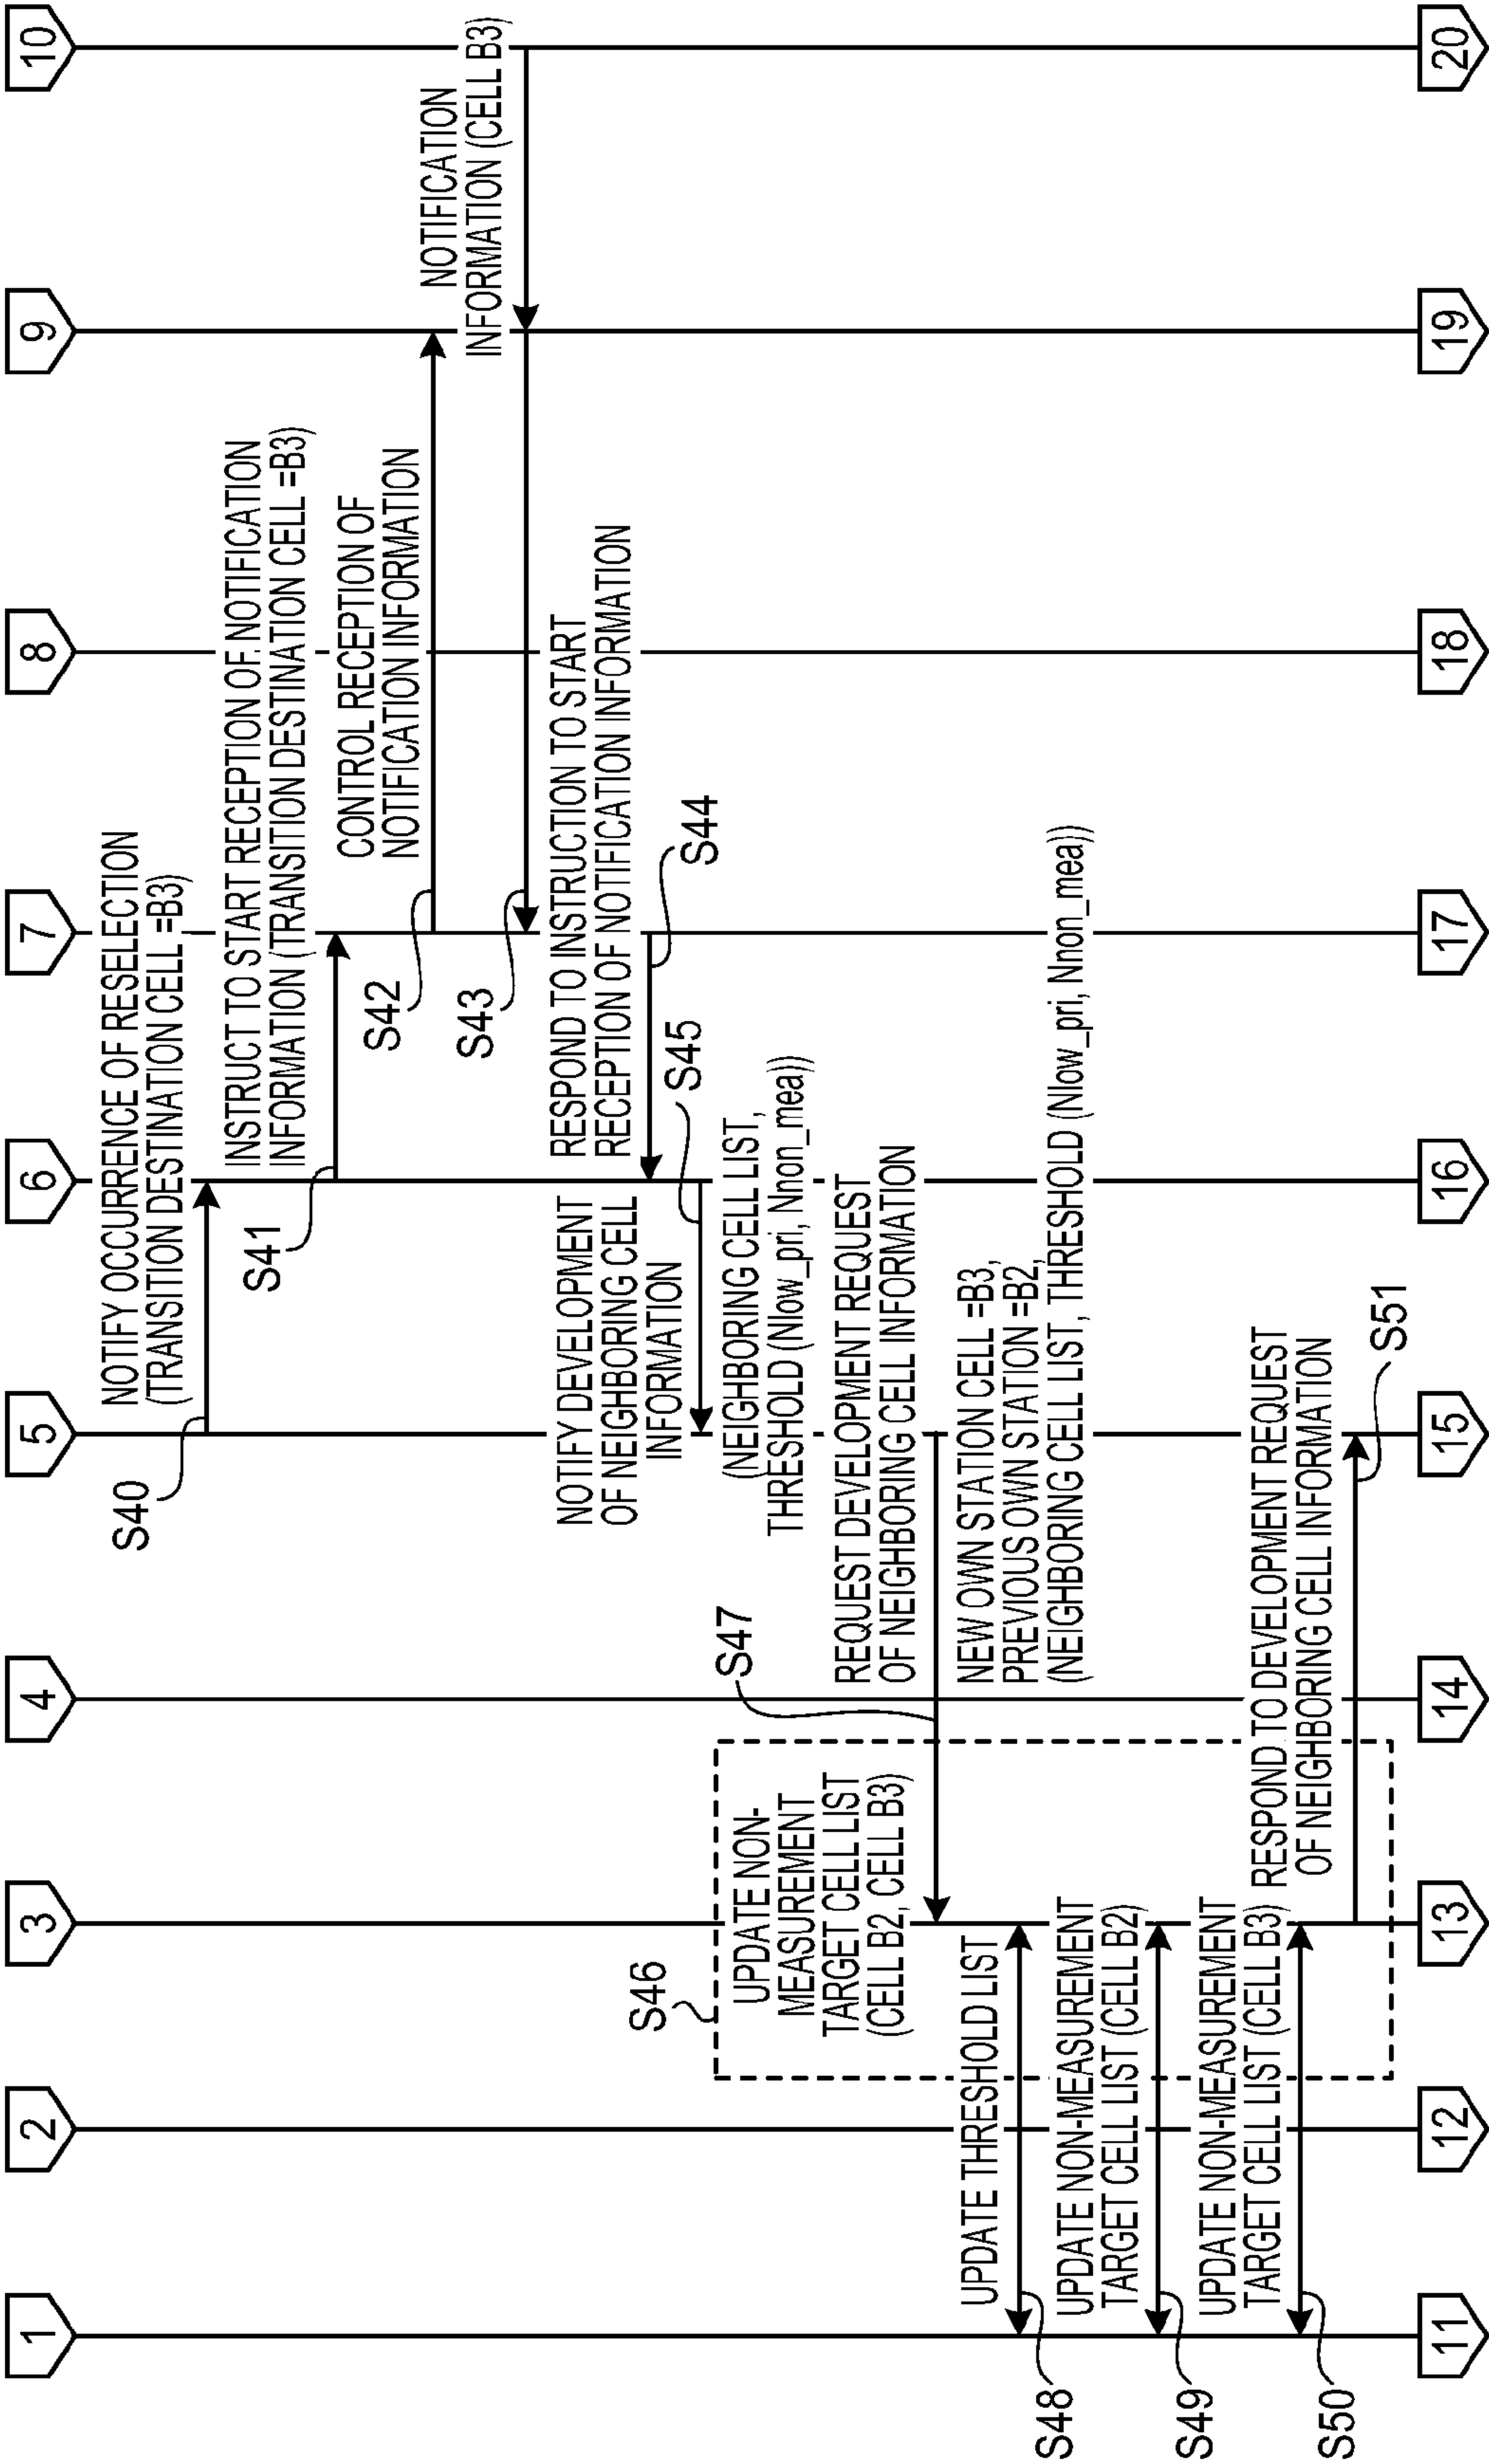 1
2
3
4
5
6
7
8
9
10
S40
NOTIFY OCCURRENCE OF RESELECTION
(TRANSITION DESTINATION CELL =B3)
S41
INSTRUCT TO START RECEPTION OF NOTIFICATION
INFORMATION (TRANSITION DESTINATION CELL =B3)
S42
CONTROL RECEPTION OF
NOTIFICATION INFORMATION
S43
NOTIFICATION
INFORMATION (CELL B3)
RESPOND TO INSTRUCTION TO START
RECEPTION OF NOTIFICATION INFORMATION
S44
NOTIFY DEVELOPMENT
OF NEIGHBORING CELL
INFORMATION
S45
(NEIGHBORING CELL LIST,
THRESHOLD (Nlow_pri, Nnon_mea))
S46
UPDATE NON-
MEASUREMENT
TARGET CELL LIST
(CELL B2, CELL B3)
S47
REQUEST DEVELOPMENT REQUEST
OF NEIGHBORING CELL INFORMATION
NEW OWN STATION CELL =B3,
PREVIOUS OWN STATION =B2,
(NEIGHBORING CELL LIST, THRESHOLD (Nlow_pri, Nnon_mea))
UPDATE THRESHOLD LIST
S48
UPDATE NON-MEASUREMENT
TARGET CELL LIST (CELL B2)
S49
UPDATE NON-MEASUREMENT
TARGET CELL LIST (CELL B3)
S50
RESPOND TO DEVELOPMENT REQUEST
OF NEIGHBORING CELL INFORMATION
S51
11
12
13
14
15
16
17
18
19
20